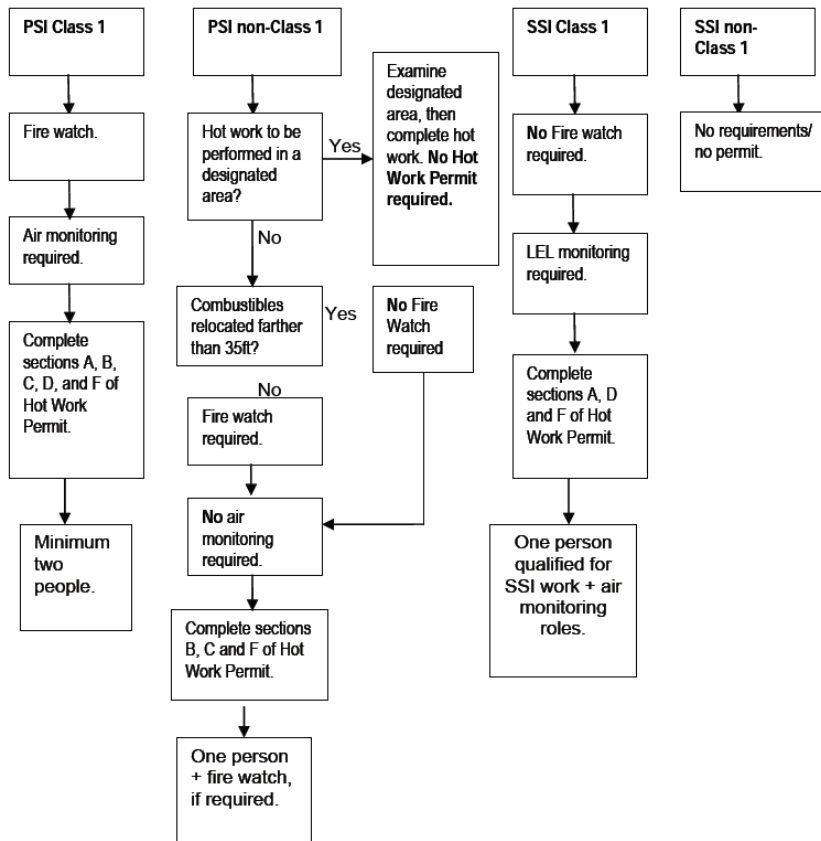 PSI Class 1
Fire watch.
Air monitoring
required.
Complete
sections A, B,
C, D, and F of
Hot Work
Permit.
Minimum
two
people.
PSI non-Class 1
Hot work to be
performed in a
designated
area?
Yes
Examine
designated
area, then
complete hot
work. No Hot
Work Permit
required.
No
Combustibles
relocated farther
than 35ft?
Yes
No Fire
Watch
required
No
Fire watch
required.
No air
monitoring
required.
Complete sections
B, C and F of Hot
Work Permit.
One person
+ fire watch,
if required.
SSI Class 1
No Fire watch
required.
LEL monitoring
required.
Complete
sections A, D
and F of Hot
Work Permit.
One person
qualified for
SSI work + air
monitoring
roles.
SSI non-
Class 1
No requirements/
no permit.